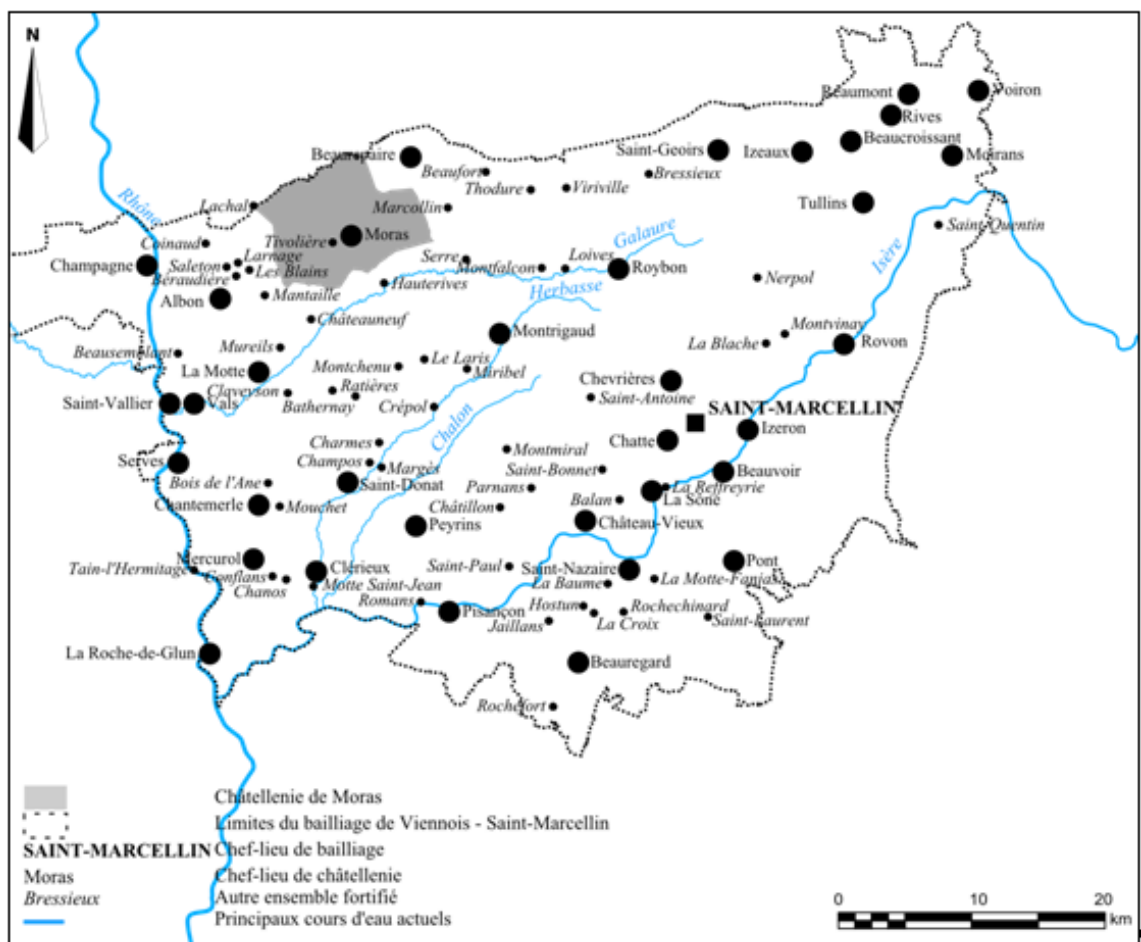 N
Beaumont
Voiron
Rives
Beaucroissant
Saint-Geoirs
Izeaux
Moirans
Beaurepaire
Beaufort
Bressieux
Thodure
Viriville
Rhône
Lachal
Marcollin
Tullins
Saint-Quentin
Tivolière
Moras
Galaure
Isère
Coinaud
Larnage
Serre
Loives
Champagne
Saleton
Les Blains
Montfalcon
Roybon
Béraudière
Hauterives
Nerpol
Albon
Mantaille
Herbasse
Châteauneuf
Montrigaud
Montvinay
Mureils
La Blache
Rovon
Beausemblant
Le Laris
La Motte
Montchenu
Miribel
Chevrières
Claveyson
Ratières
Saint-Antoine
Saint-Vallier
Vals
Bathernay
Crépol
SAINT-MARCELLIN
Chalon
Izeron
Charmes
Chatte
Montmiral
Serves
Champos
Margès
Saint-Bonnet
Beauvoir
Bois de l'Ane
Saint-Donat
Parnans
La Reffreyrie
La Sône
Chantemerle
Mouchet
Châtillon
Balan
Peyrins
Château-Vieux
Mercurol
Pont
Tain-l'Hermitage
Conflans
Clérieux
Saint-Paul
Saint-Nazaire
Chanos
Motte Saint-Jean
La Baume
La Motte-Fanjas
Romans
Pisançon
Hostun
Rochechinard
Jaillans
La Croix
Saint-Laurent
La Roche-de-Glun
Beauregard
Rochefort
Châtellenie de Moras
Limites du bailliage de Viennois - Saint-Marcellin
SAINT-MARCELLIN Chef-lieu de bailliage
Moras Chef-lieu de châtellenie
Bressieux Autre ensemble fortifié
Principaux cours d'eau actuels
0 10 20
km